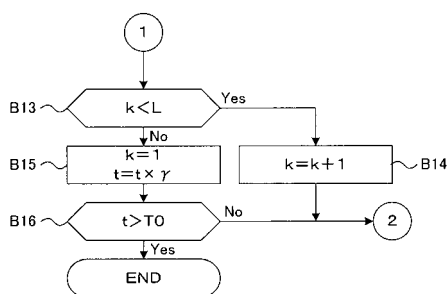 1
B13
k<L
Yes
No
B15
k=1
t=t×γ
k=k+1
B14
B16
t>T0
No
2
Yes
END